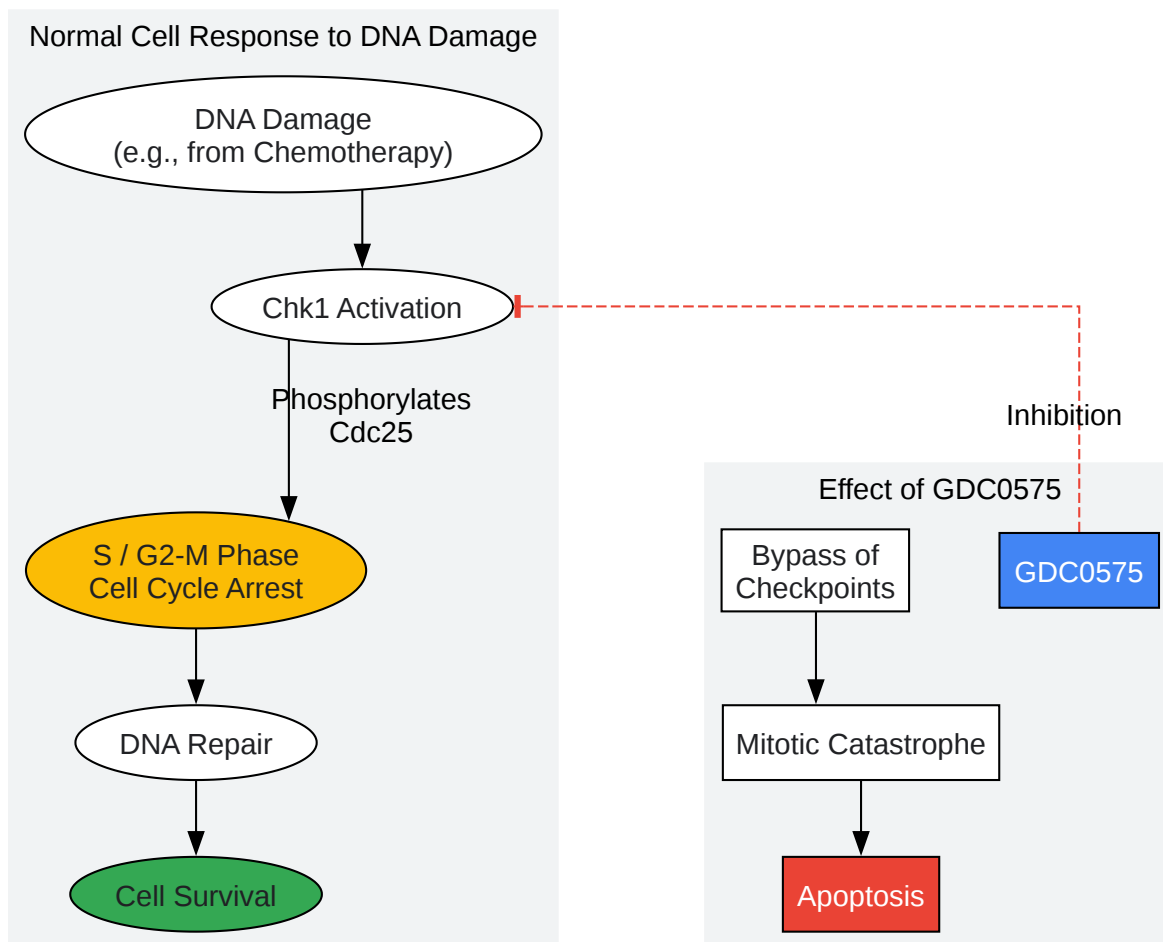 Normal Cell Response to DNA Damage
DNA Damage
(e.g., from Chemotherapy)
Chk1 Activation
Phosphorylates
Cdc25
S / G2-M Phase
Cell Cycle Arrest
DNA Repair
Cell Survival
Inhibition
Effect of GDC0575
Bypass of
Checkpoints
GDC0575
Mitotic Catastrophe
Apoptosis